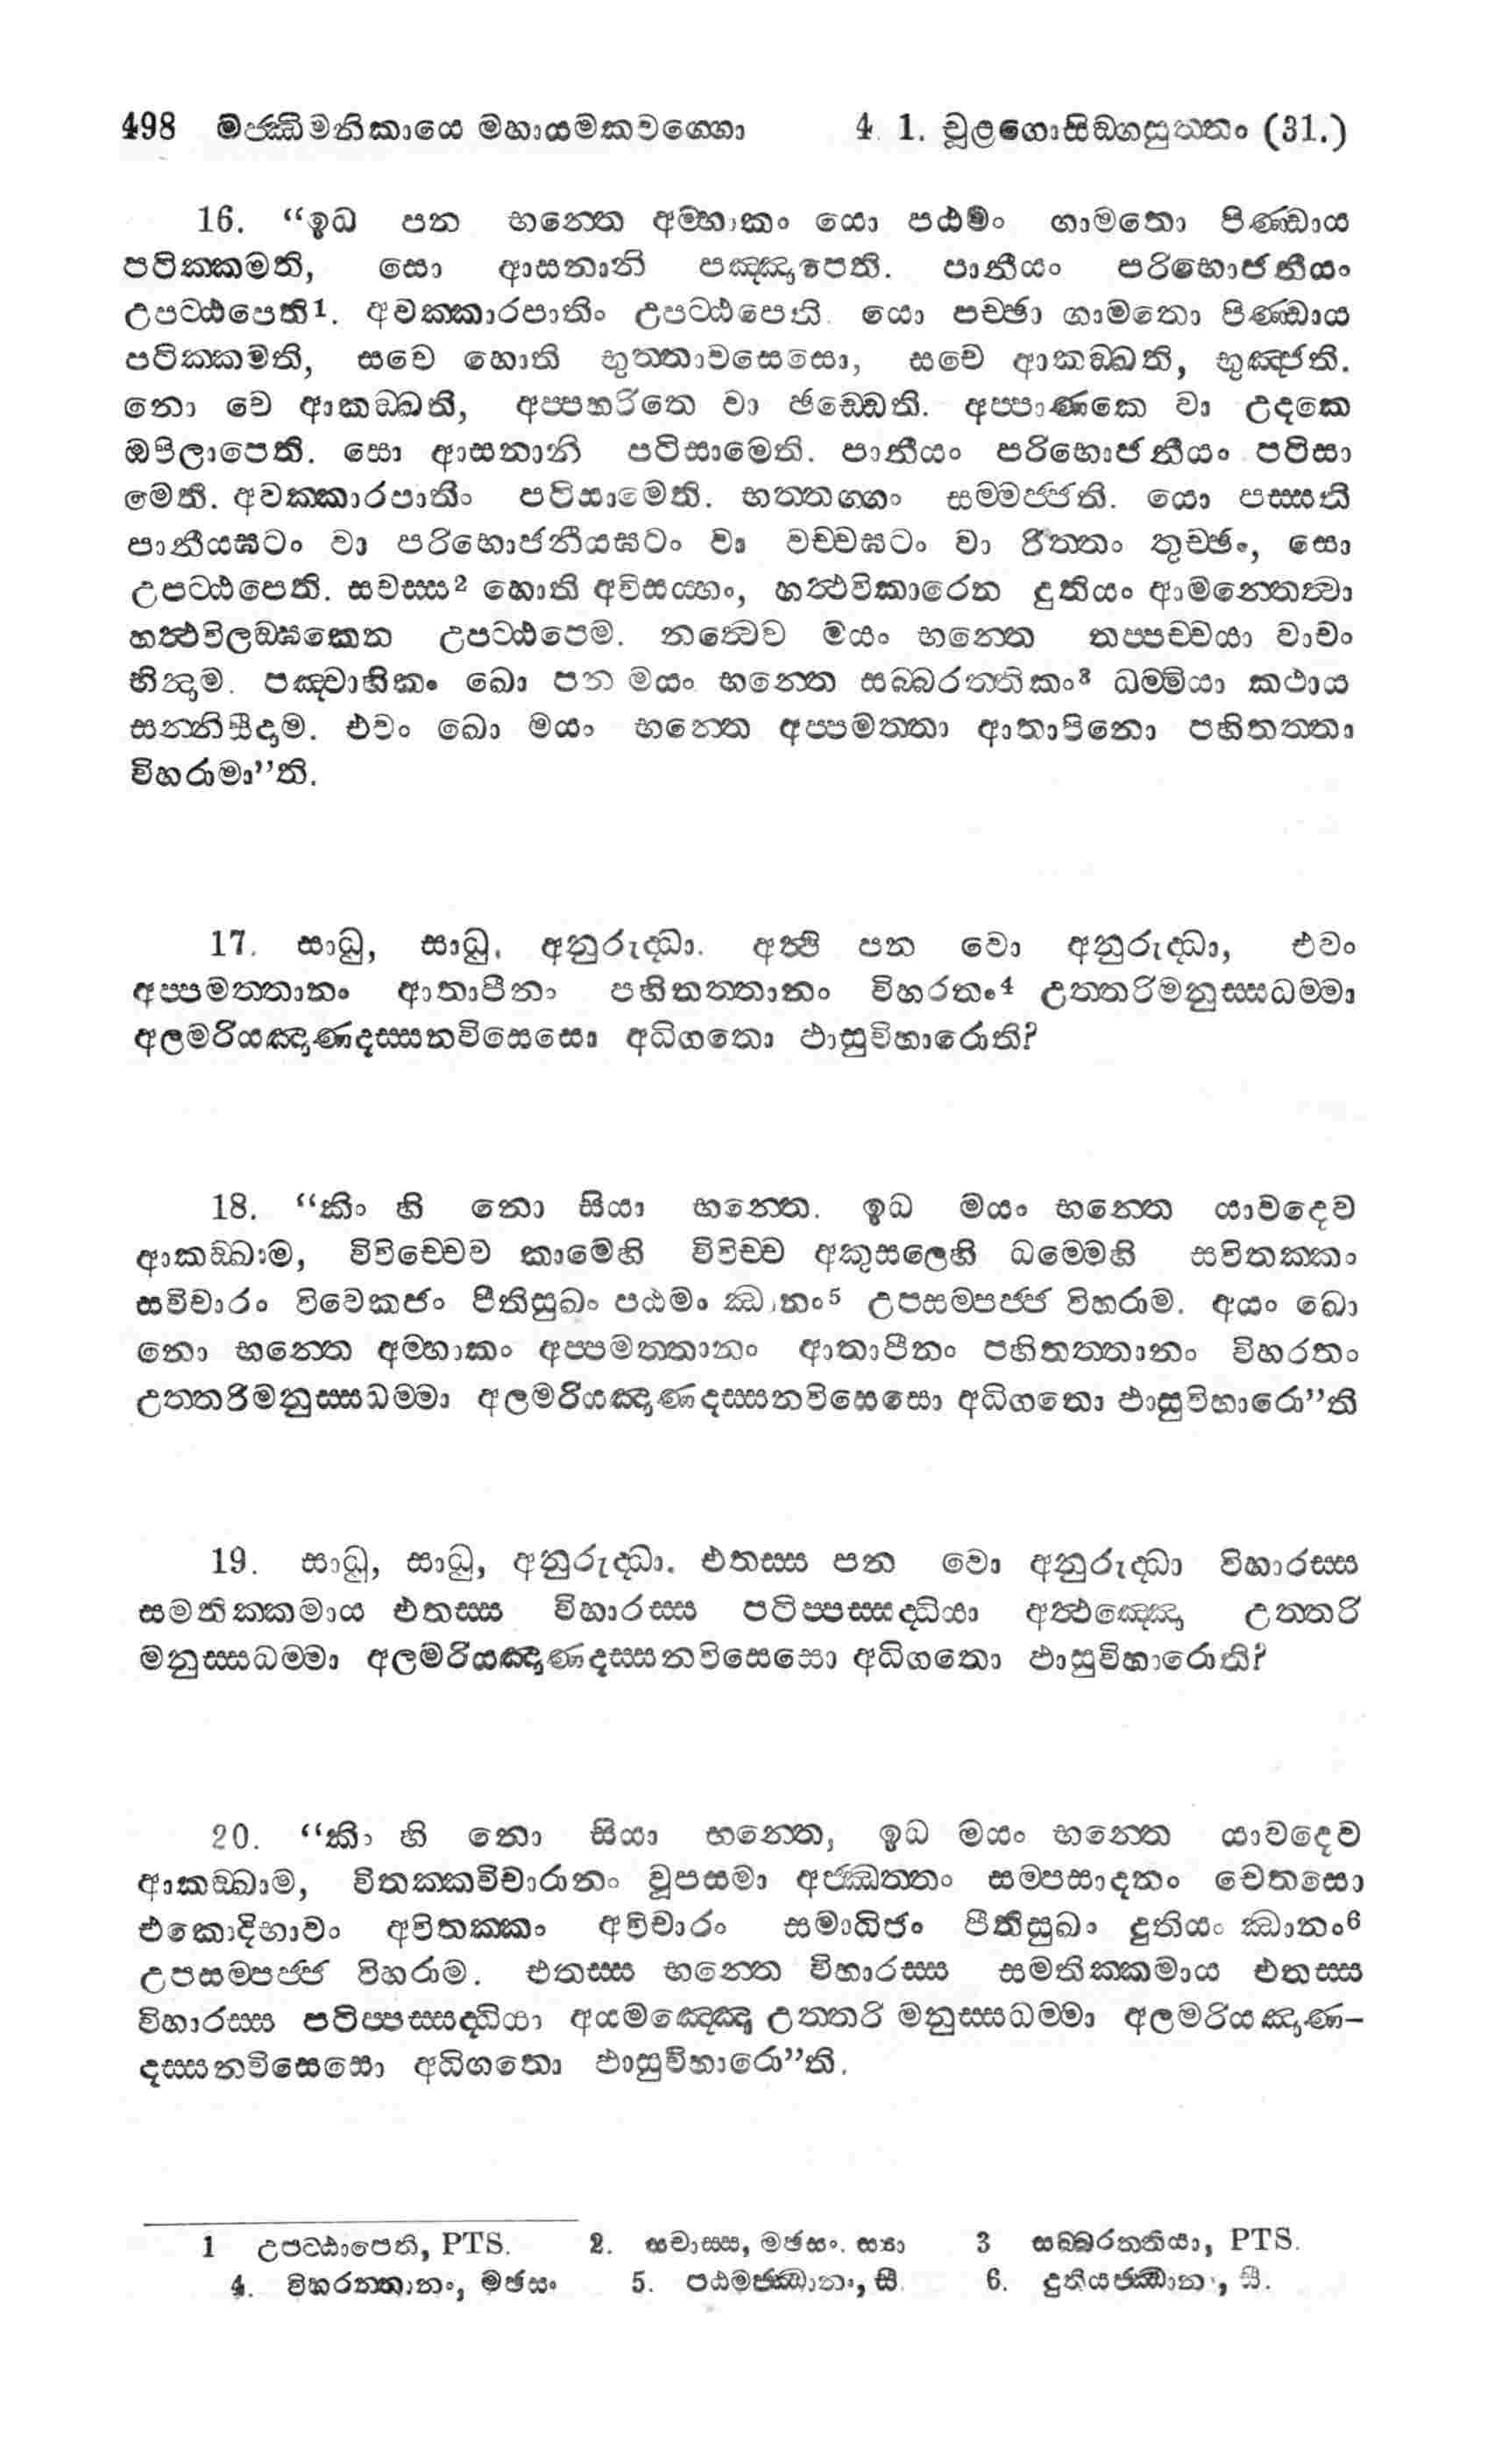 498 මජ්ඣිමනිකායෙ මහායමකවග්ගො 4. 1. චූළගොසිඞ්ගසුත්තං (31.)
16. “ඉධ පන භන්තෙ අම්හාකං යො පඨමං ගාමතො පිණ්ඩාය
පටික්කමති, සො ආසනානි පඤ්ඤාපෙති. පානීයං පරිභොජනීයං
උපට්ඨපෙති1. අවක්කාරපාතිං උපට්ඨපෙති. යො පච්ඡා ගාමතො පිණ්ඩාය
පටික්කමති, සචෙ හොති භුත්තාවසෙසො, සචෙ ආකඞ්ඛති, භුඤ්ජති.
නො චෙ ආකඞ්ඛති, අප්පහරිතෙ වා ඡඩ්ඩෙති. අප්පාණකෙ වා උදකෙ
ඔපිලාපෙති. සො ආසනානි පටිසාමෙති. පානීයං පරිභොජනීයං පටිසා
මෙති. අවක්කාරපාතිං පටිසාමෙති. භත්තග්ගං සම්මජ්ජති. යො පස්සති
පානීයඝටං වා පරිභොජනීයඝටං වා වච්චඝටං වා රිත්තං තුච්ඡං, සො
උපට්ඨපෙති. සචස්ස2 හොති අවිසය්හං, හත්ථවිකාරෙන දුතියං ආමන්තෙත්වා
හත්ථවිලඞ්ඝකෙන උපට්ඨපෙම. නත්වෙව මයං භන්තෙ තප්පච්චයා වාචං
භින්දාම. පඤ්චාහිකං ඛො පන මයං භන්තෙ සබ්බරත්තිකං3 ධම්මියා කථාය
සන්නිසීදාම. එවං ඛො මයං භන්තෙ අප්පමත්තා ආතාපිනො පහිතත්තා
විහරාමා”ති.
17. සාධු, සාධු, අනුරුද්ධා. අත්ථි පන වො අනුරුද්ධා, එවං
අප්පමත්තානං ආතාපීනං පහිතත්තානං විහරතං4 උත්තරිමනුස්සධම්මා
අලමරියඤාණදස්සනවිසෙසො අධිගතො ඵාසුවිහාරොති?
18. “කිං හි නො සියා භන්තෙ. ඉධ මයං භන්තෙ යාවදෙව
ආකඞ්ඛාම, විවිච්චෙව කාමෙහි විවිච්ච අකුසලෙහි ධම්මෙහි සවිතක්කං
සවිචාරං විවෙකජං පීතිසුඛං පඨමං ඣානං5 උපසම්පජ්ජ විහරාම. අයං ඛො
නො භන්තෙ අම්හාකං අප්පමත්තානං ආතාපීනං පහිතත්තානං විහරතං
උත්තරිමනුස්සධම්මා අලමරියඤාණදස්සනවිසෙසො අධිගතො ඵාසුවිහාරො”ති
19. සාධු, සාධු, අනුරුද්ධා. එතස්ස පන වො අනුරුද්ධා විහාරස්ස
සමතික්කමාය එතස්ස විහාරස්ස පටිප්පස්සද්ධියා අත්ථඤ්ඤො උත්තරි
මනුස්සධම්මා අලමරියඤාණදස්සනවිසෙසො අධිගතො ඵාසුවිහාරොති?
20. “කිං හි නො සියා භන්තෙ, ඉධ මයං භන්තෙ යාවදෙව
ආකඞ්ඛාම, විතක්කවිචාරානං වූපසමා අජ්ඣත්තං සම්පසාදනං චෙතසො
එකොදිභාවං අවිතක්කං අවිචාරං සමාධිජං පීතිසුඛං දුතියං ඣානං6
උපසම්පජ්ජ විහරාම. එතස්ස භන්තෙ විහාරස්ස සමතික්කමාය එතස්ස
විහාරස්ස පටිප්පස්සද්ධියා අයමඤ්ඤො උත්තරි මනුස්සධම්මා අලමරියඤාණ–
දස්සනවිසෙසො අධිගතො ඵාසුවිහාරො”ති.
1 උපට්ඨාපෙති, PTS. 2. සචාස්ස, මඡසං. ස්‍යා 3 සබ්බරත්තියා, PTS.
4. විහරන්තානං, මඡසං 5. පඨමජ්ඣානං, සී. 6. දුතියජ්ඣානං, සී.